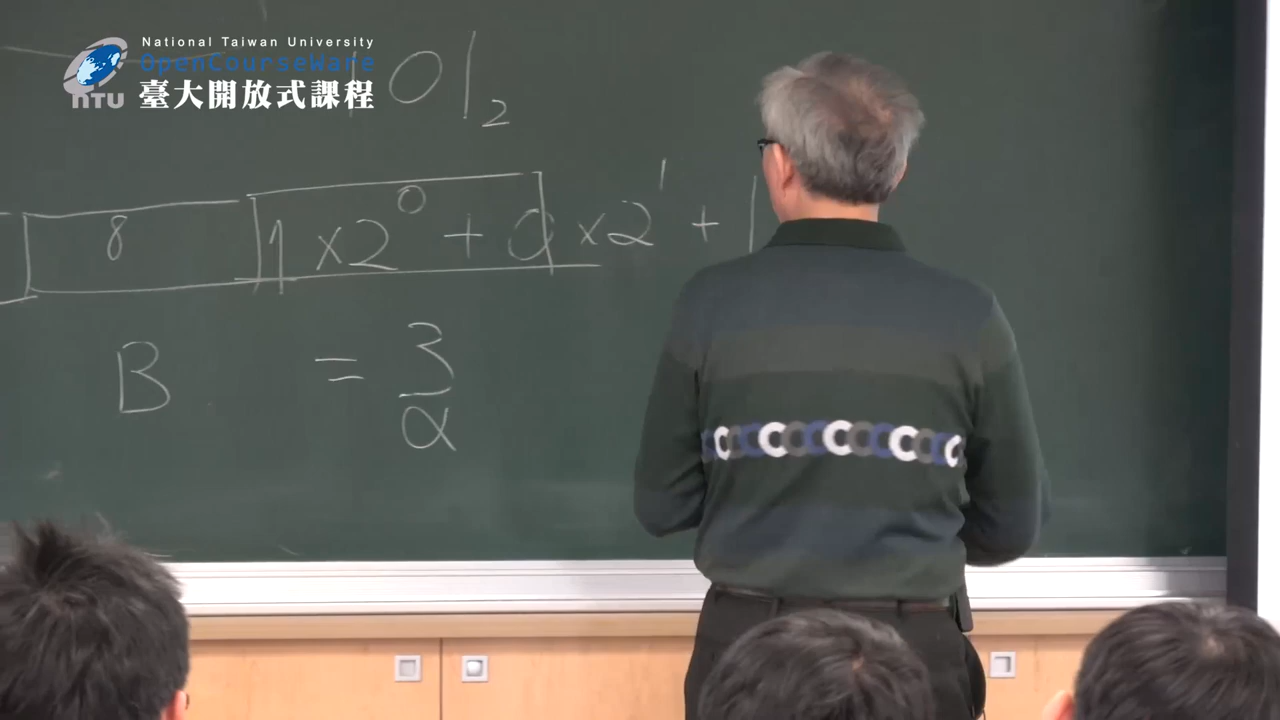 National Taiwan University
OpenCourseWare
臺大開放式課程
NTU
101₂
8
1 ×2⁰ + 0 ×2¹ + 1
B = 3/α